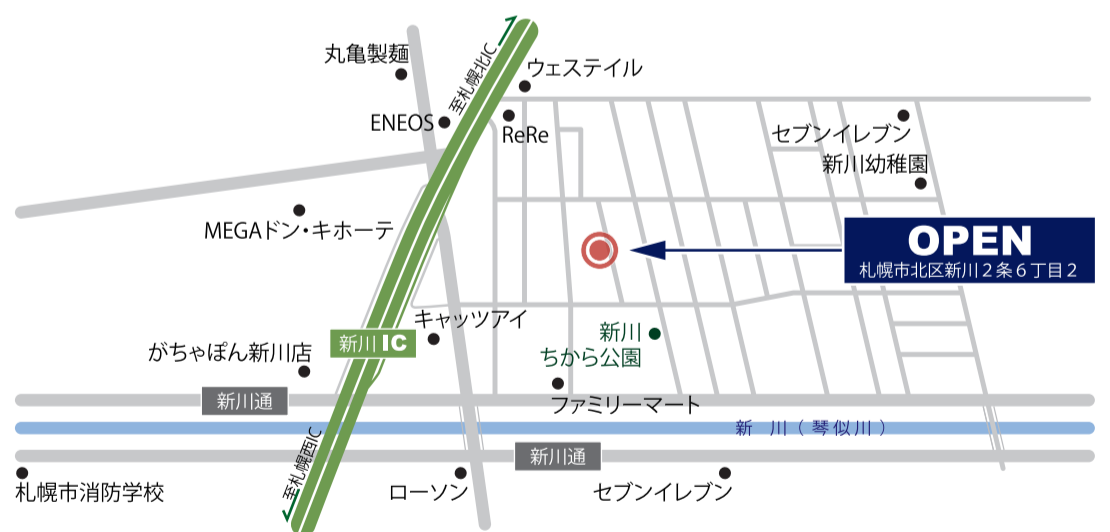 丸亀製麺
至札幌北IC
ウェステイル
ENEOS
ReRe
セブンイレブン
新川幼稚園
MEGAドン・キホーテ
OPEN
札幌市北区新川２条６丁目２
キャッツアイ
新川 IC
新川
ちから公園
がちゃぽん新川店
新川通
ファミリーマート
新 川（琴似川）
新川通
至札幌西IC
札幌市消防学校
ローソン
セブンイレブン